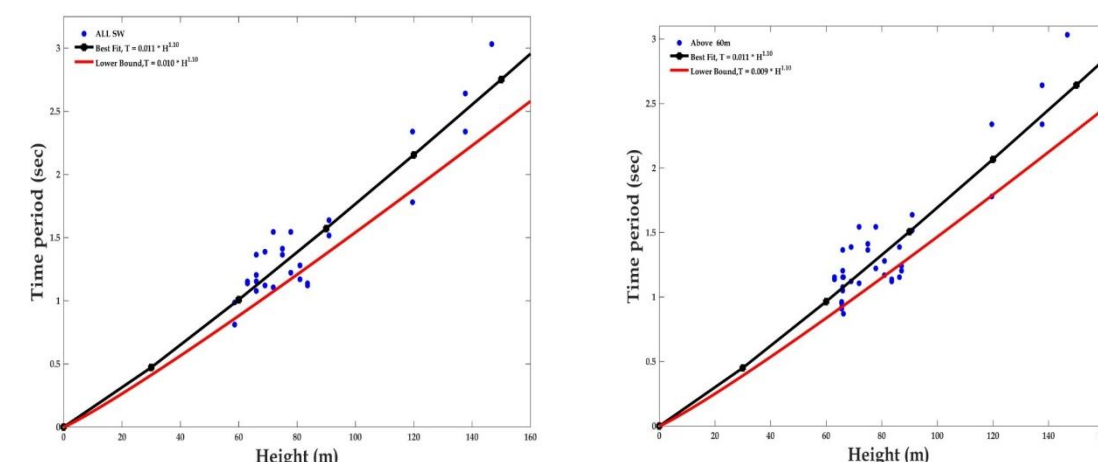 ALL SW
Best Fit, T = 0.011 * H^1.10
Lower Bound,T = 0.010 * H^1.10
3
2.5
2
1.5
1
0.5
0
0 20 40 60 80 100 120 140 160
Time period (sec)
Height (m)
Above 60m
Best Fit, T = 0.011 * H^1.10
Lower Bound,T = 0.009 * H^1.10
3
2.5
2
1.5
1
0.5
0
0 20 40 60 80 100 120 140
Time period (sec)
Height (m)